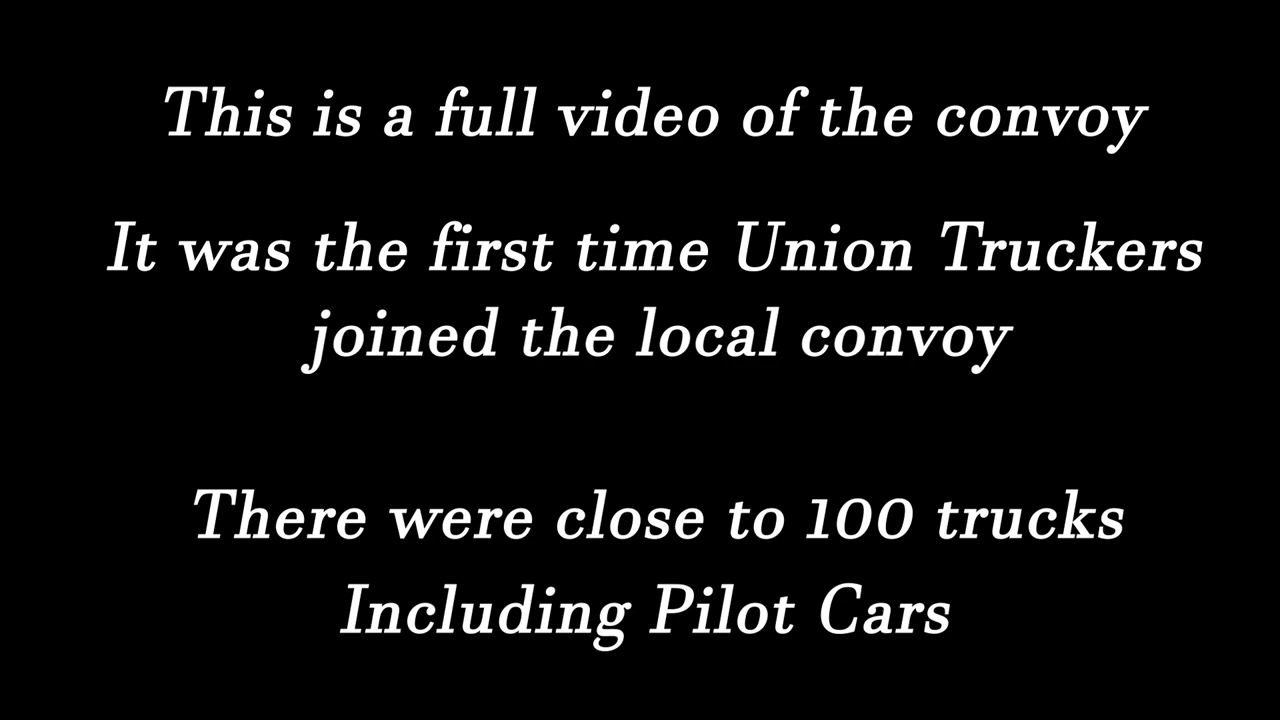 This is a full video of the convoy
It was the first time Union Truckers
joined the local convoy
There were close to 100 trucks
Including Pilot Cars